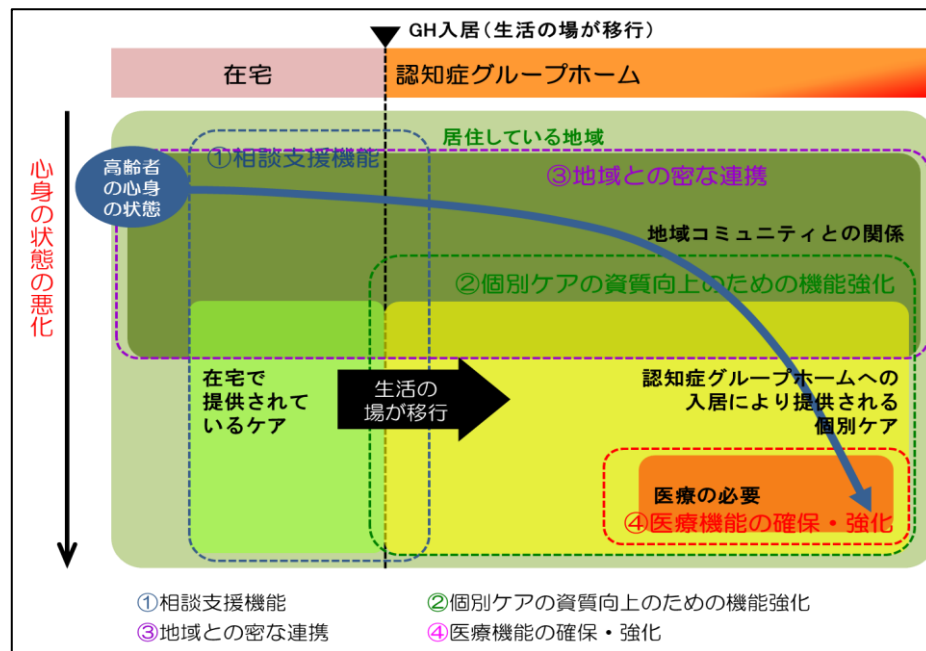 GH入居(生活の場が移行)
在宅
認知症グループホーム
居住している地域
①相談支援機能
高齢者
の心身
の状態
③地域との密な連携
心身の状態の悪化
地域コミュニティとの関係
②個別ケアの資質向上のための機能強化
在宅で
提供されて
いるケア
生活の
場が移行
認知症グループホームへの
入居により提供される
個別ケア
医療の必要
④医療機能の確保・強化
①相談支援機能
②個別ケアの資質向上のための機能強化
③地域との密な連携
④医療機能の確保・強化